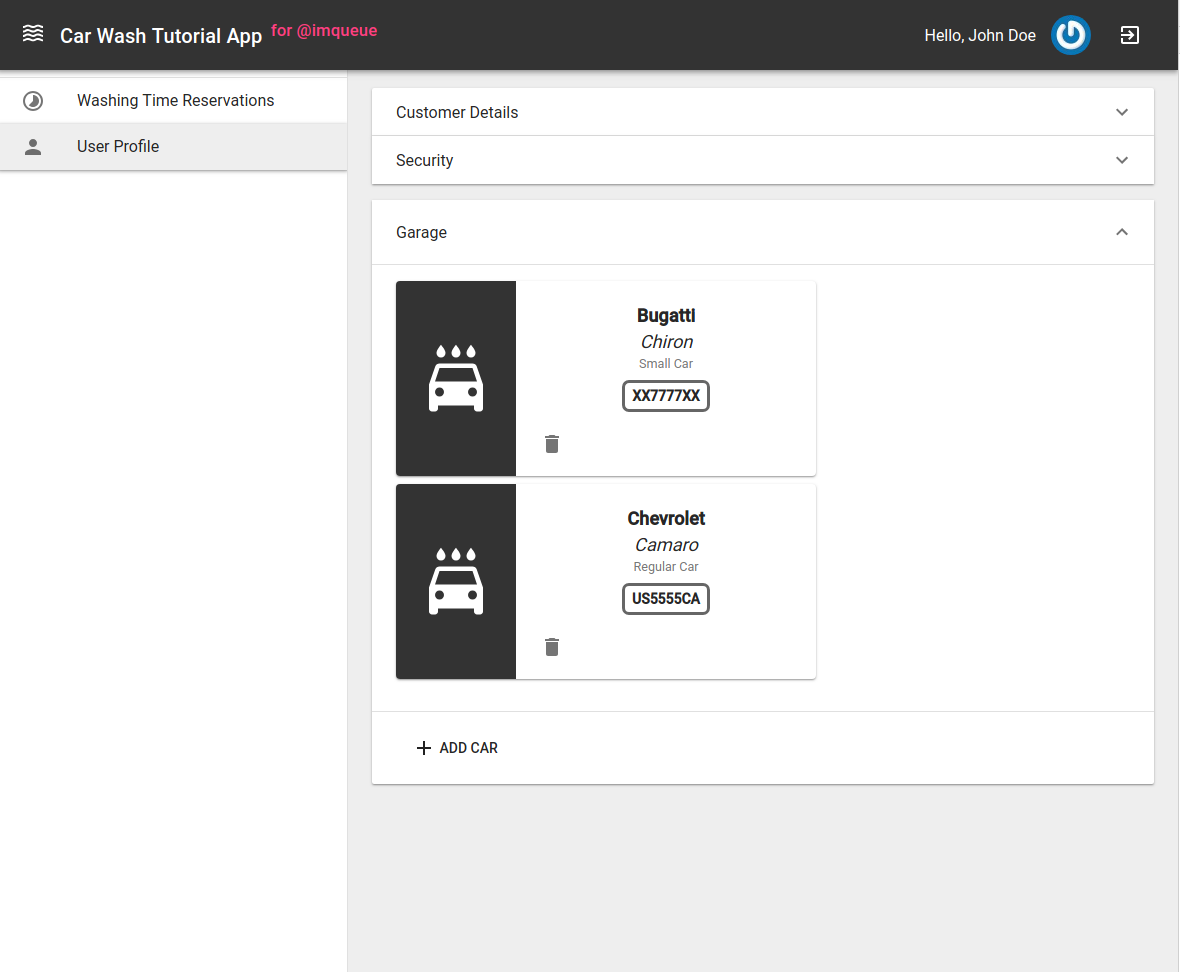 Car Wash Tutorial App for @imqueue
Hello, John Doe
Washing Time Reservations
User Profile
Customer Details
Security
Garage
Bugatti
Chiron
Small Car
XX7777XX
Chevrolet
Camaro
Regular Car
US5555CA
ADD CAR